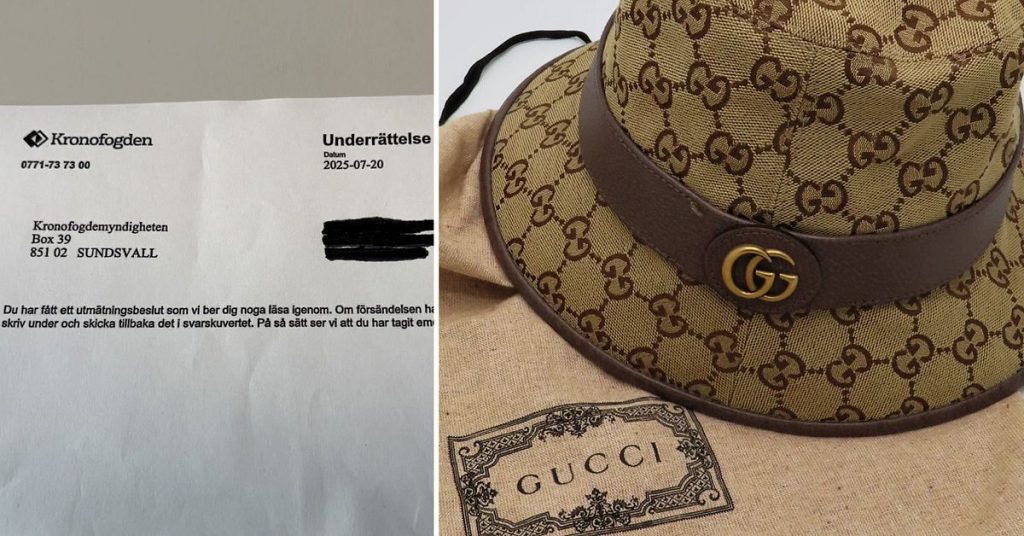 Kronofogden
0771-73 73 00
Underrättelse
Datum
2025-07-20
Kronofogdemyndigheten
Box 39
851 02 SUNDSVALL
Du har fått ett utmätningsbeslut som vi ber dig noga läsa igenom. Om försändelsen
skriv under och skicka tillbaka det i svarskuvertet. På så sätt ser vi att du har tagit
GUCCI